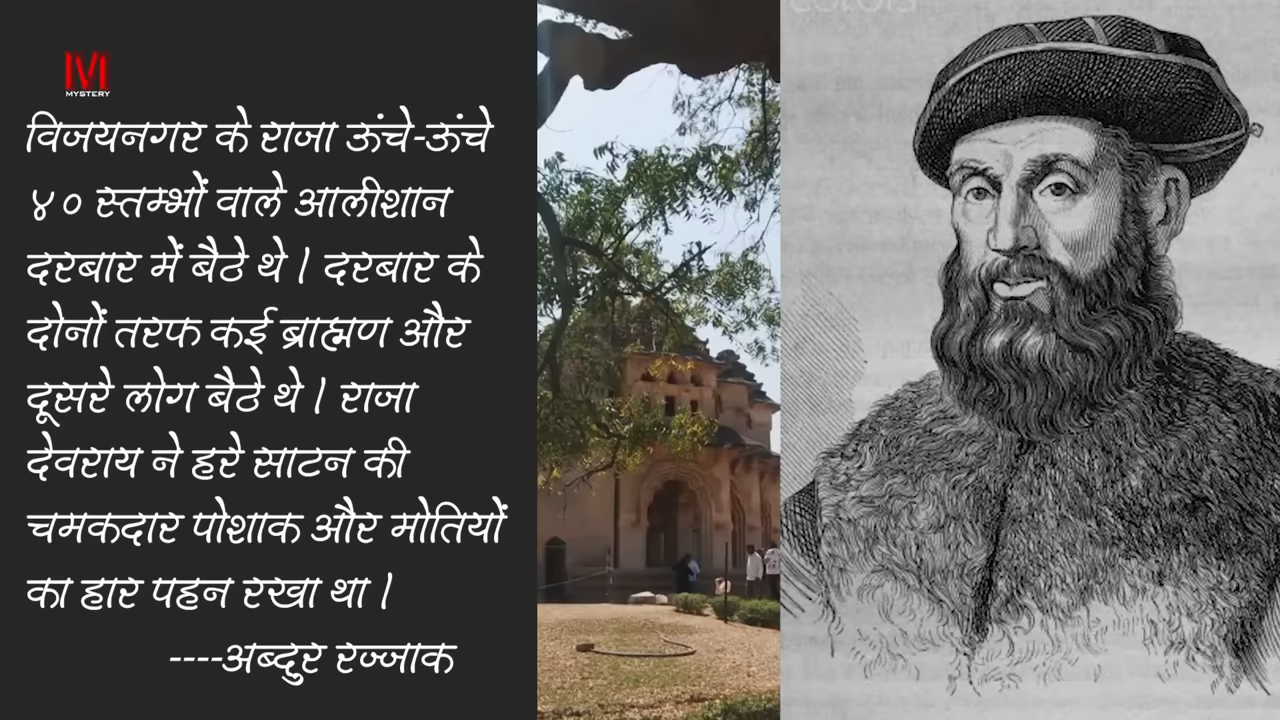 COLORS
M
MYSTERY
विजयनगर के राजा ऊंचे-ऊंचे
४० स्तम्भों वाले आलीशान
दरबार में बैठे थे | दरबार के
दोनों तरफ कई ब्राह्मण और
दूसरे लोग बैठे थे | राजा
देवराय ने हरे साटन की
चमकदार पोशाक और मोतियों
का हार पहन रखा था |
----अब्दुर रज्जाक